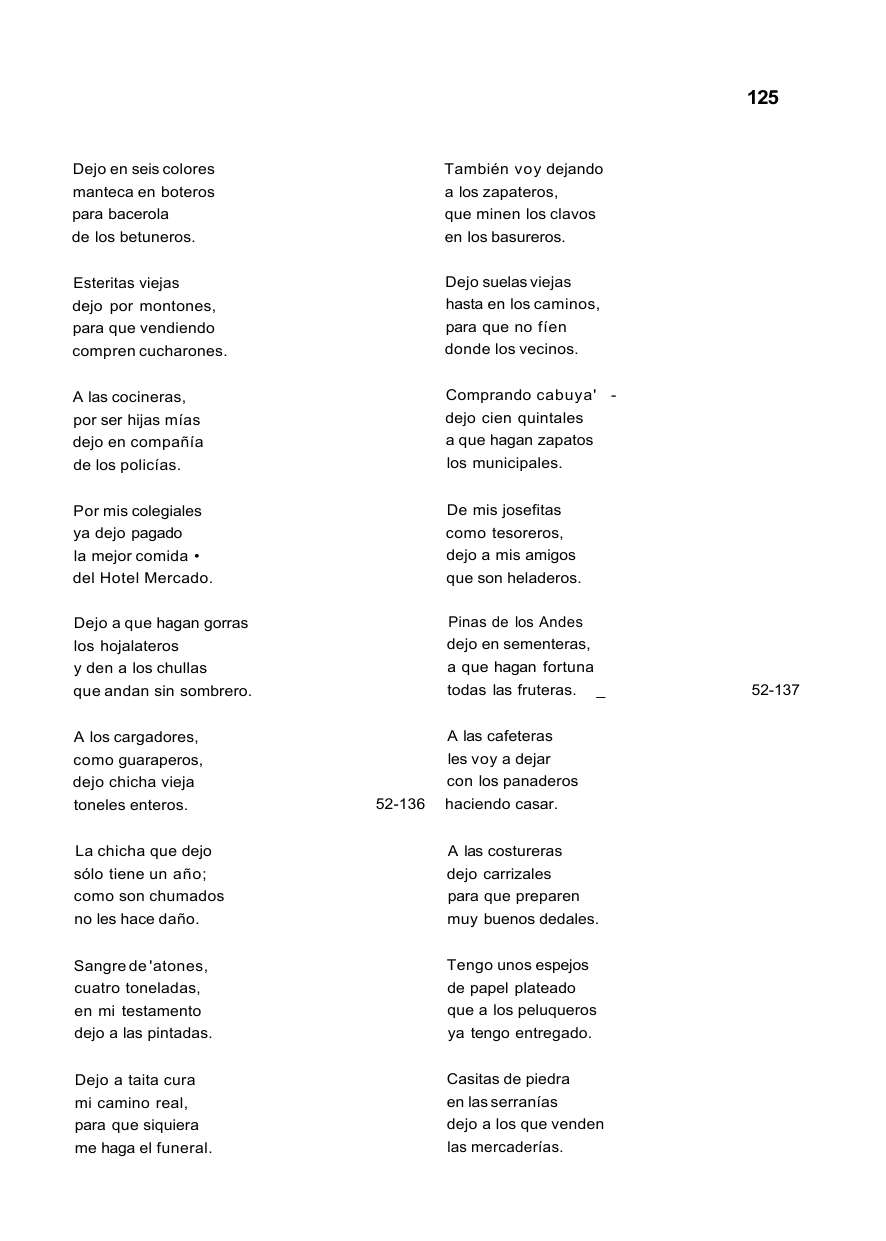 125
Dejo en seis colores
manteca en boteros
para bacerola
de los betuneros.
Esteritas viejas
dejo por montones,
para que vendiendo
compren cucharones.
A las cocineras,
por ser hijas mías
dejo en compañía
de los policías.
Por mis colegiales
ya dejo pagado
la mejor comida •
del Hotel Mercado.
Dejo a que hagan gorras
los hojalateros
y den a los chullas
que andan sin sombrero.
A los cargadores,
como guaraperos,
dejo chicha vieja
toneles enteros. 52-136
La chicha que dejo
sólo tiene un año;
como son chumados
no les hace daño.
Sangre de 'atones,
cuatro toneladas,
en mi testamento
dejo a las pintadas.
Dejo a taita cura
mi camino real,
para que siquiera
me haga el funeral.
También voy dejando
a los zapateros,
que minen los clavos
en los basureros.
Dejo suelas viejas
hasta en los caminos,
para que no fíen
donde los vecinos.
Comprando cabuya' -
dejo cien quintales
a que hagan zapatos
los municipales.
De mis josefitas
como tesoreros,
dejo a mis amigos
que son heladeros.
Pinas de los Andes
dejo en sementeras,
a que hagan fortuna
todas las fruteras. _ 52-137
A las cafeteras
les voy a dejar
con los panaderos
haciendo casar.
A las costureras
dejo carrizales
para que preparen
muy buenos dedales.
Tengo unos espejos
de papel plateado
que a los peluqueros
ya tengo entregado.
Casitas de piedra
en las serranías
dejo a los que venden
las mercaderías.